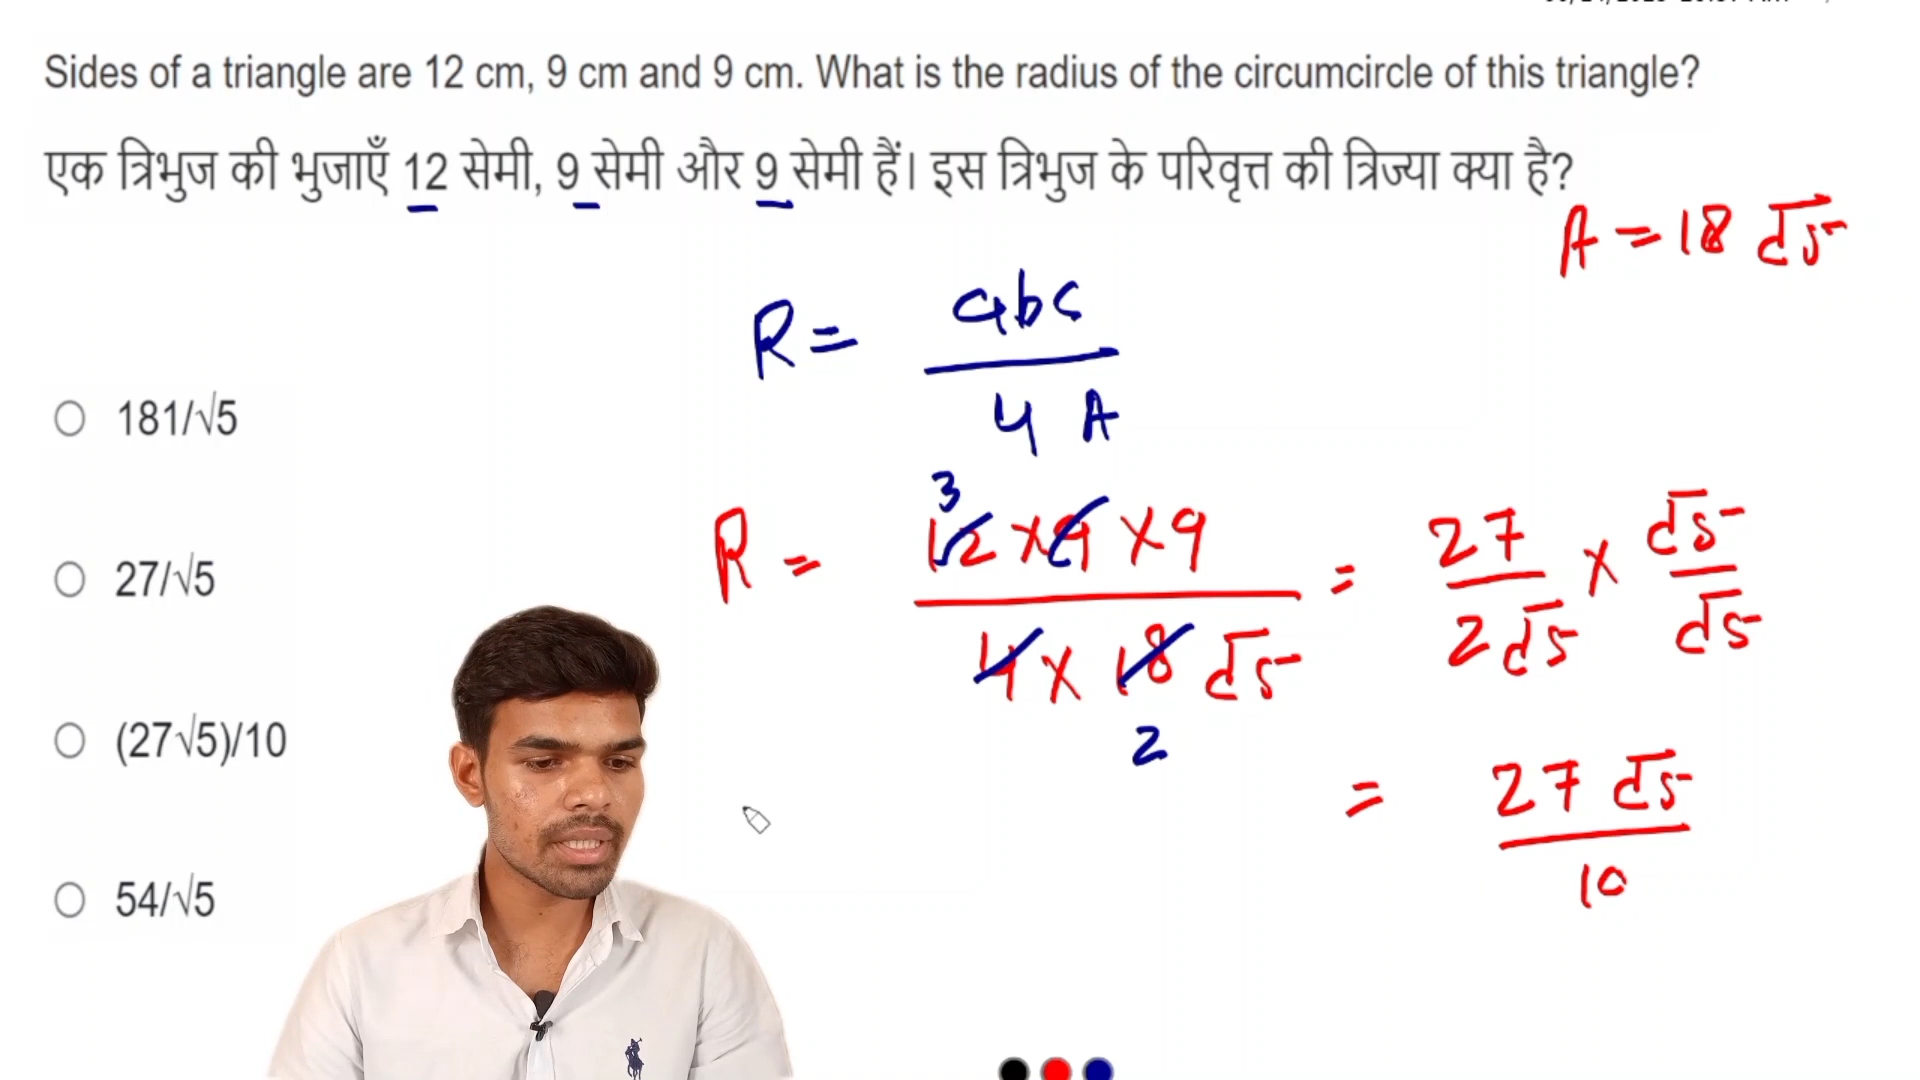 Sides of a triangle are 12 cm, 9 cm and 9 cm. What is the radius of the circumcircle of this triangle?
एक त्रिभुज की भुजाएँ 12 सेमी, 9 सेमी और 9 सेमी हैं। इस त्रिभुज के परिवृत्त की त्रिज्या क्या है?
A = 18 √5
R = abc / 4 A
181/√5
3
R = 12 × 9 × 9 / 4 × 18 √5 = 27 / 2√5 × √5 / √5
27/√5
2
(27√5)/10
= 27 √5 / 10
54/√5